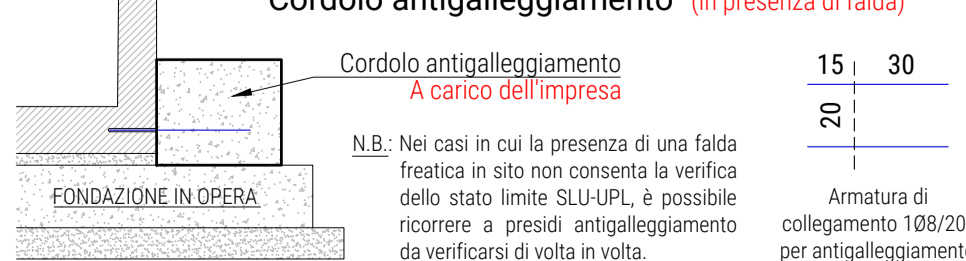 Cordolo antigalleggiamento (in presenza di falda)
Cordolo antigalleggiamento
A carico dell'impresa
N.B.: Nei casi in cui la presenza di una falda
freatica in sito non consenta la verifica
dello stato limite SLU-UPL, è possibile
ricorrere a presidi antigalleggiamento
da verificarsi di volta in volta.
FONDAZIONE IN OPERA
15 30
20
Armatura di
collegamento 1Ø8/20
per antigalleggiamento